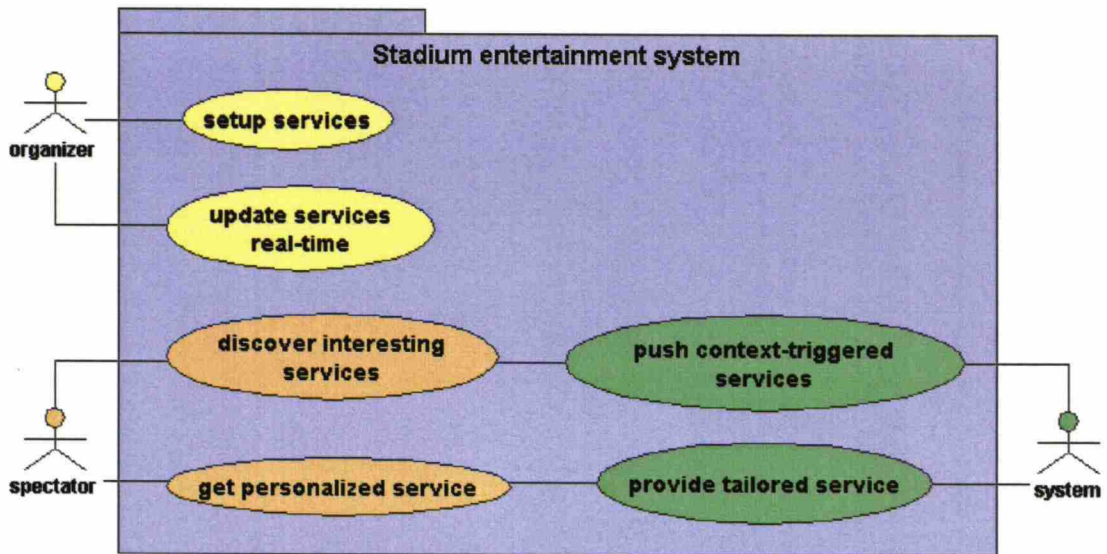 Stadium entertainment system
setup services
organizer
update services
real-time
discover interesting
services
push context-triggered
services
spectator
get personalized service
provide tailored service
system